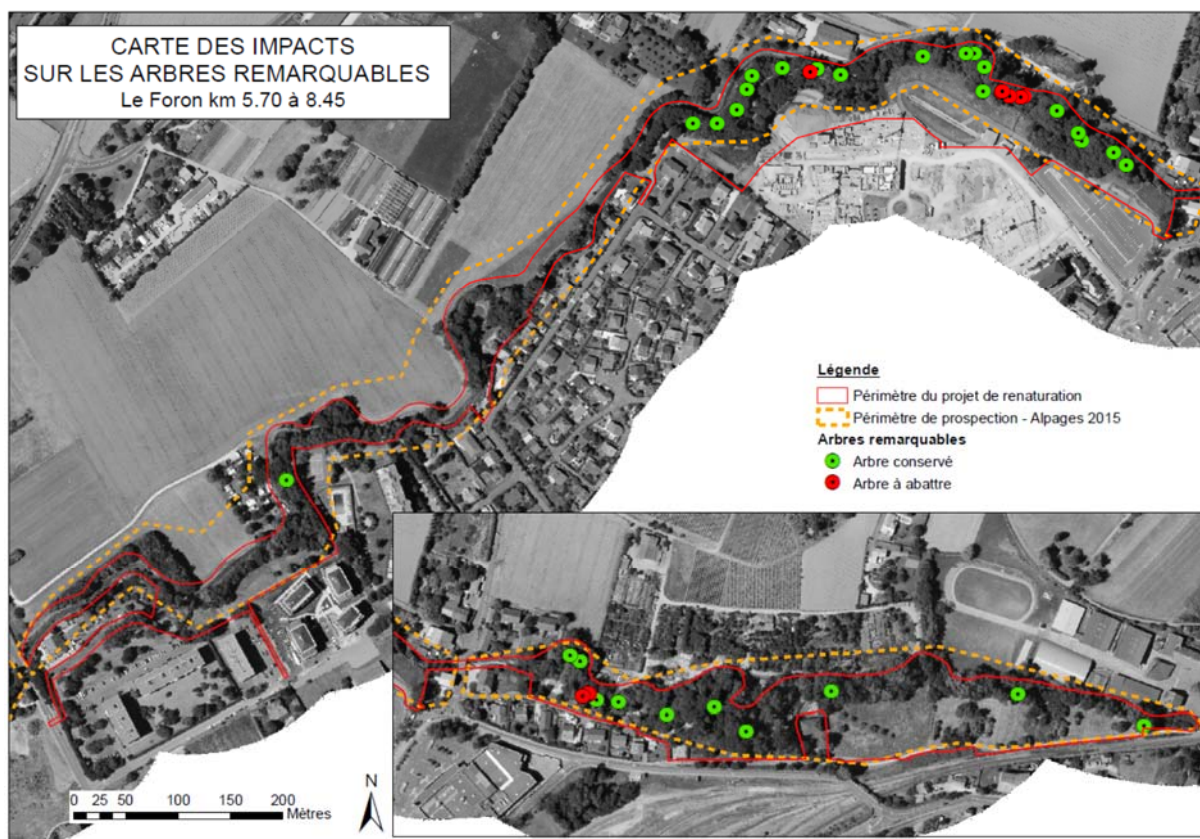 CARTE DES IMPACTS
SUR LES ARBRES REMARQUABLES
Le Foron km 5.70 à 8.45
Légende
Périmètre du projet de renaturation
Périmètre de prospection - Alpages 2015
Arbres remarquables
Arbre conservé
Arbre à abattre
N
0 25 50 100 150 200
Mètres